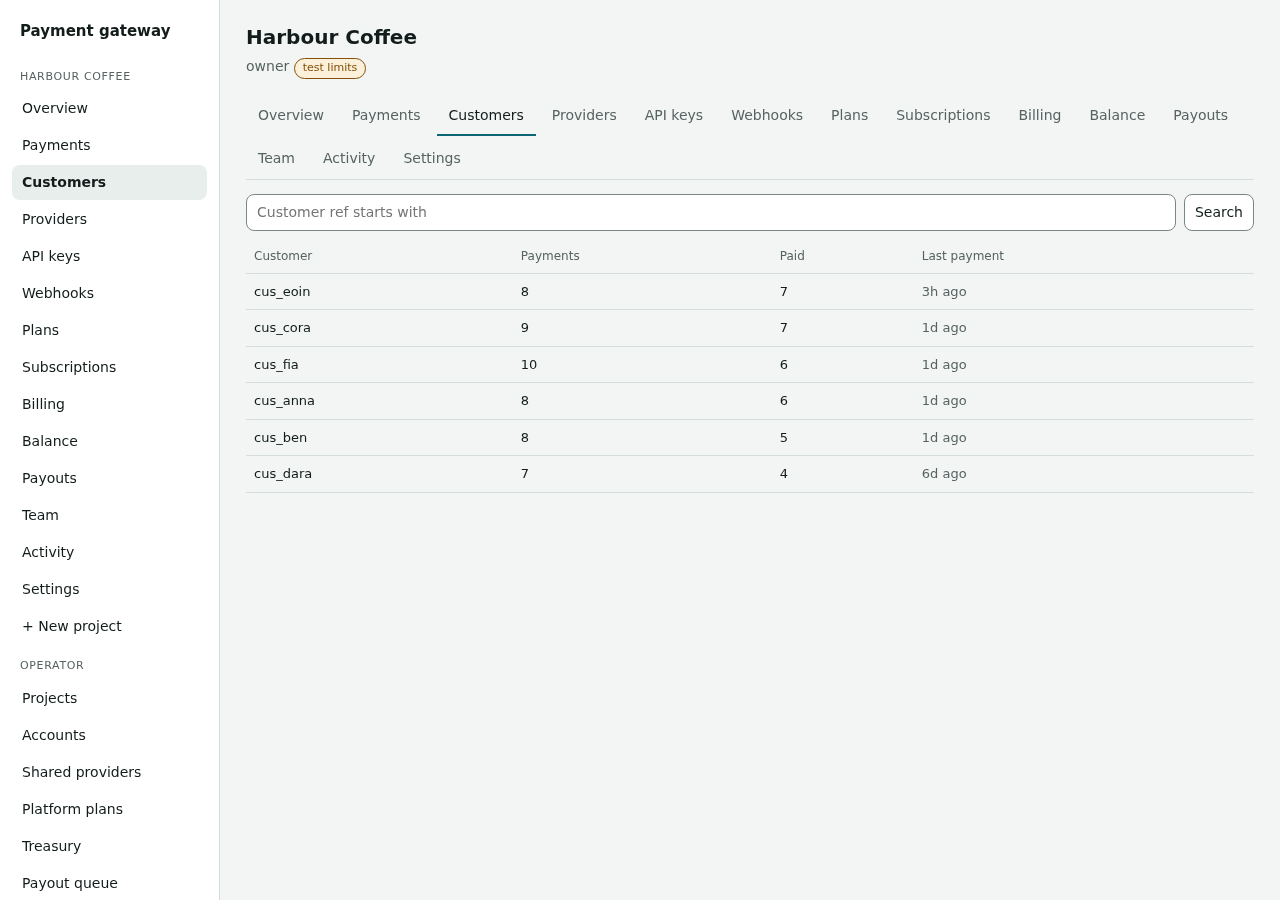 Payment gateway
HARBOUR COFFEE
Overview
Payments
Customers
Providers
API keys
Webhooks
Plans
Subscriptions
Billing
Balance
Payouts
Team
Activity
Settings
+ New project
OPERATOR
Projects
Accounts
Shared providers
Platform plans
Treasury
Payout queue
Harbour Coffee
owner test limits
Overview Payments Customers Providers API keys Webhooks Plans Subscriptions Billing Balance Payouts
Team Activity Settings
Customer ref starts with Search
Customer Payments Paid Last payment
cus_eoin 8 7 3h ago
cus_cora 9 7 1d ago
cus_fia 10 6 1d ago
cus_anna 8 6 1d ago
cus_ben 8 5 1d ago
cus_dara 7 4 6d ago